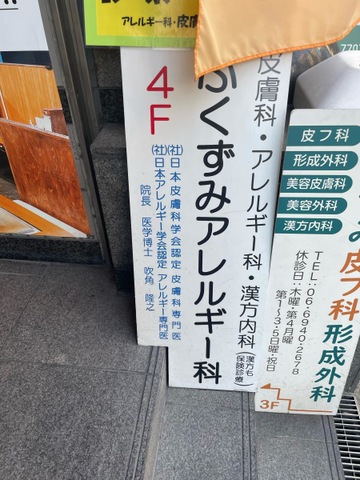 アレルギー科・皮膚
皮膚科・アレルギー科・漢方内科(漢方も保険診療)
ふくずみアレルギー科
4F
(社)日本皮膚科学会認定 皮膚科専門医
(社)日本アレルギー学会認定 アレルギー専門医
院長 医学博士 吹角 隆之
皮フ科
形成外科
美容皮膚科
美容外科
漢方内科
み皮フ科形成外科
TEL:06-6940-2678
休診日:木曜・第4月曜
第1〜3・5日曜・祝日
3F